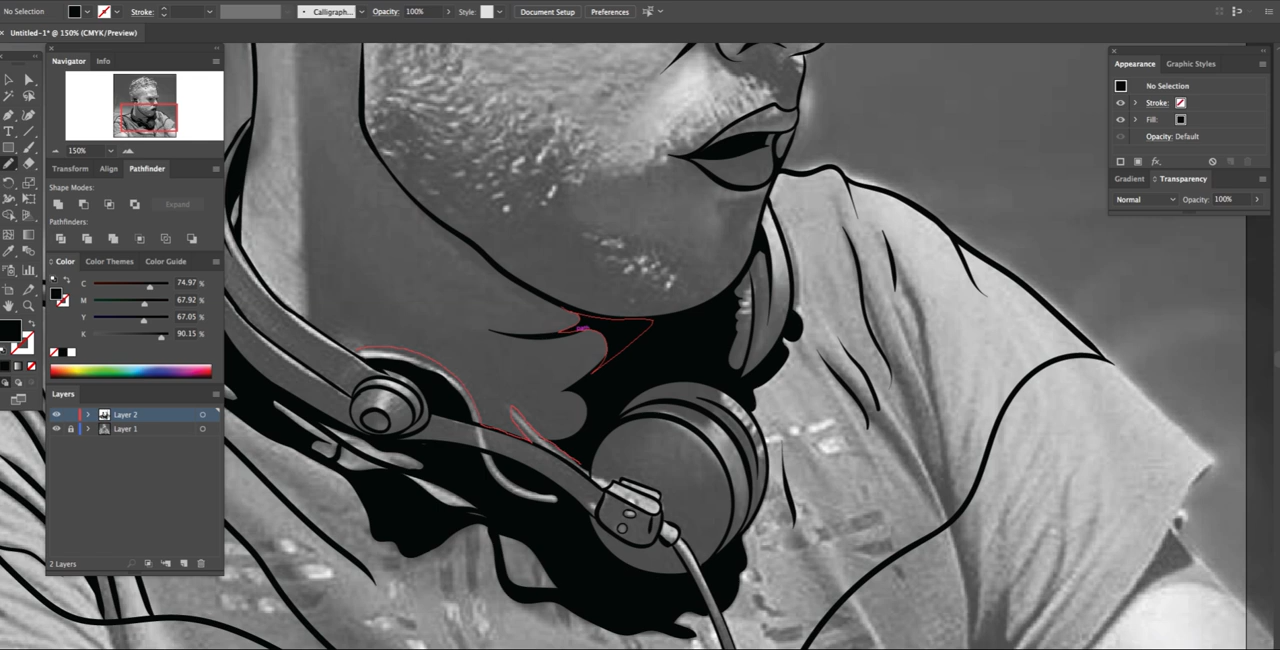 No Selection
Stroke:
Calligraph...
Opacity: 100%
Style:
Document Setup
Preferences
Untitled-1* @ 150% (CMYK/Preview)
Navigator Info
150%
Transform Align Pathfinder
Shape Modes:
Expand
Pathfinders:
Color Color Themes Color Guide
C 74.97 %
M 67.92 %
Y 67.05 %
K 90.15 %
Layers
Layer 2
Layer 1
2 Layers
path
Appearance Graphic Styles
No Selection
Stroke:
Fill:
Opacity: Default
fx
Gradient Transparency
Normal Opacity: 100%